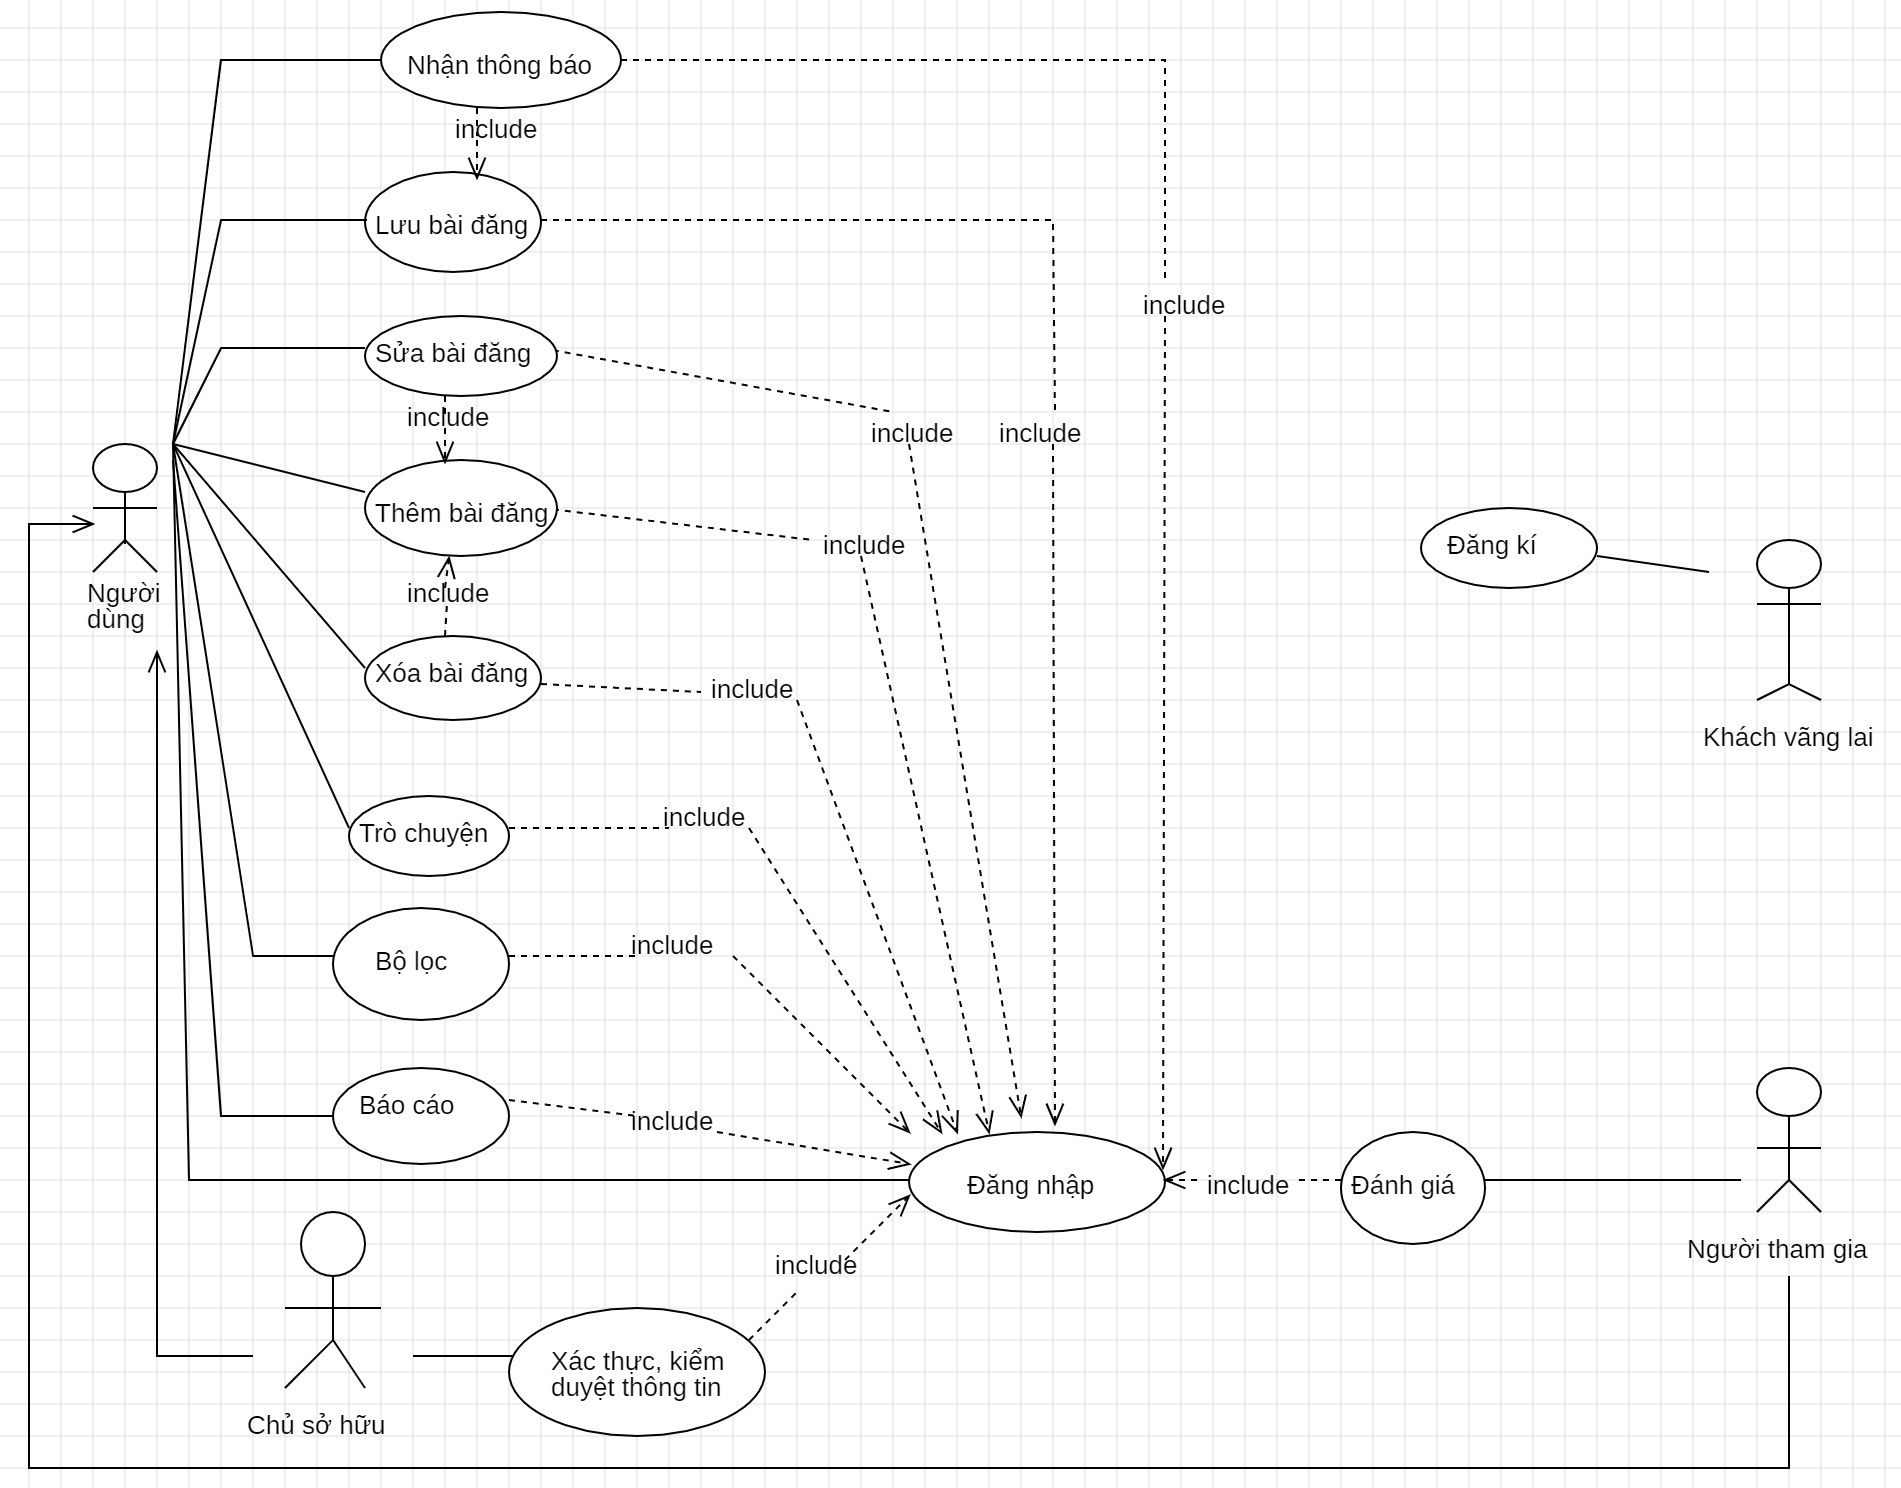 Nhận thông báo
include
Lưu bài đăng
include
Sửa bài đăng
include
include
include
Thêm bài đăng
include
Đăng kí
Người
dùng
include
Xóa bài đăng
include
Khách vãng lai
Trò chuyện
include
Bộ lọc
include
Báo cáo
include
Đăng nhập
include
Đánh giá
Người tham gia
include
Xác thực, kiểm
duyệt thông tin
Chủ sở hữu